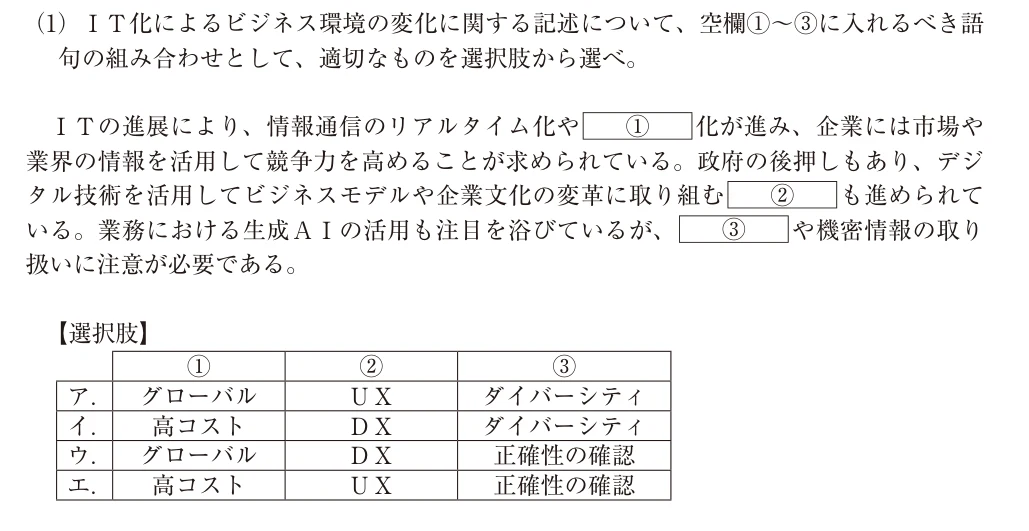 (1) ＩＴ化によるビジネス環境の変化に関する記述について、空欄①～③に入れるべき語
句の組み合わせとして、適切なものを選択肢から選べ。
ＩＴの進展により、情報通信のリアルタイム化や ① 化が進み、企業には市場や
業界の情報を活用して競争力を高めることが求められている。政府の後押しもあり、デジ
タル技術を活用してビジネスモデルや企業文化の変革に取り組む ② も進められて
いる。業務における生成ＡＩの活用も注目を浴びているが、 ③ や機密情報の取り
扱いに注意が必要である。
【選択肢】
① ② ③
ア． グローバル ＵＸ ダイバーシティ
イ． 高コスト ＤＸ ダイバーシティ
ウ． グローバル ＤＸ 正確性の確認
エ． 高コスト ＵＸ 正確性の確認